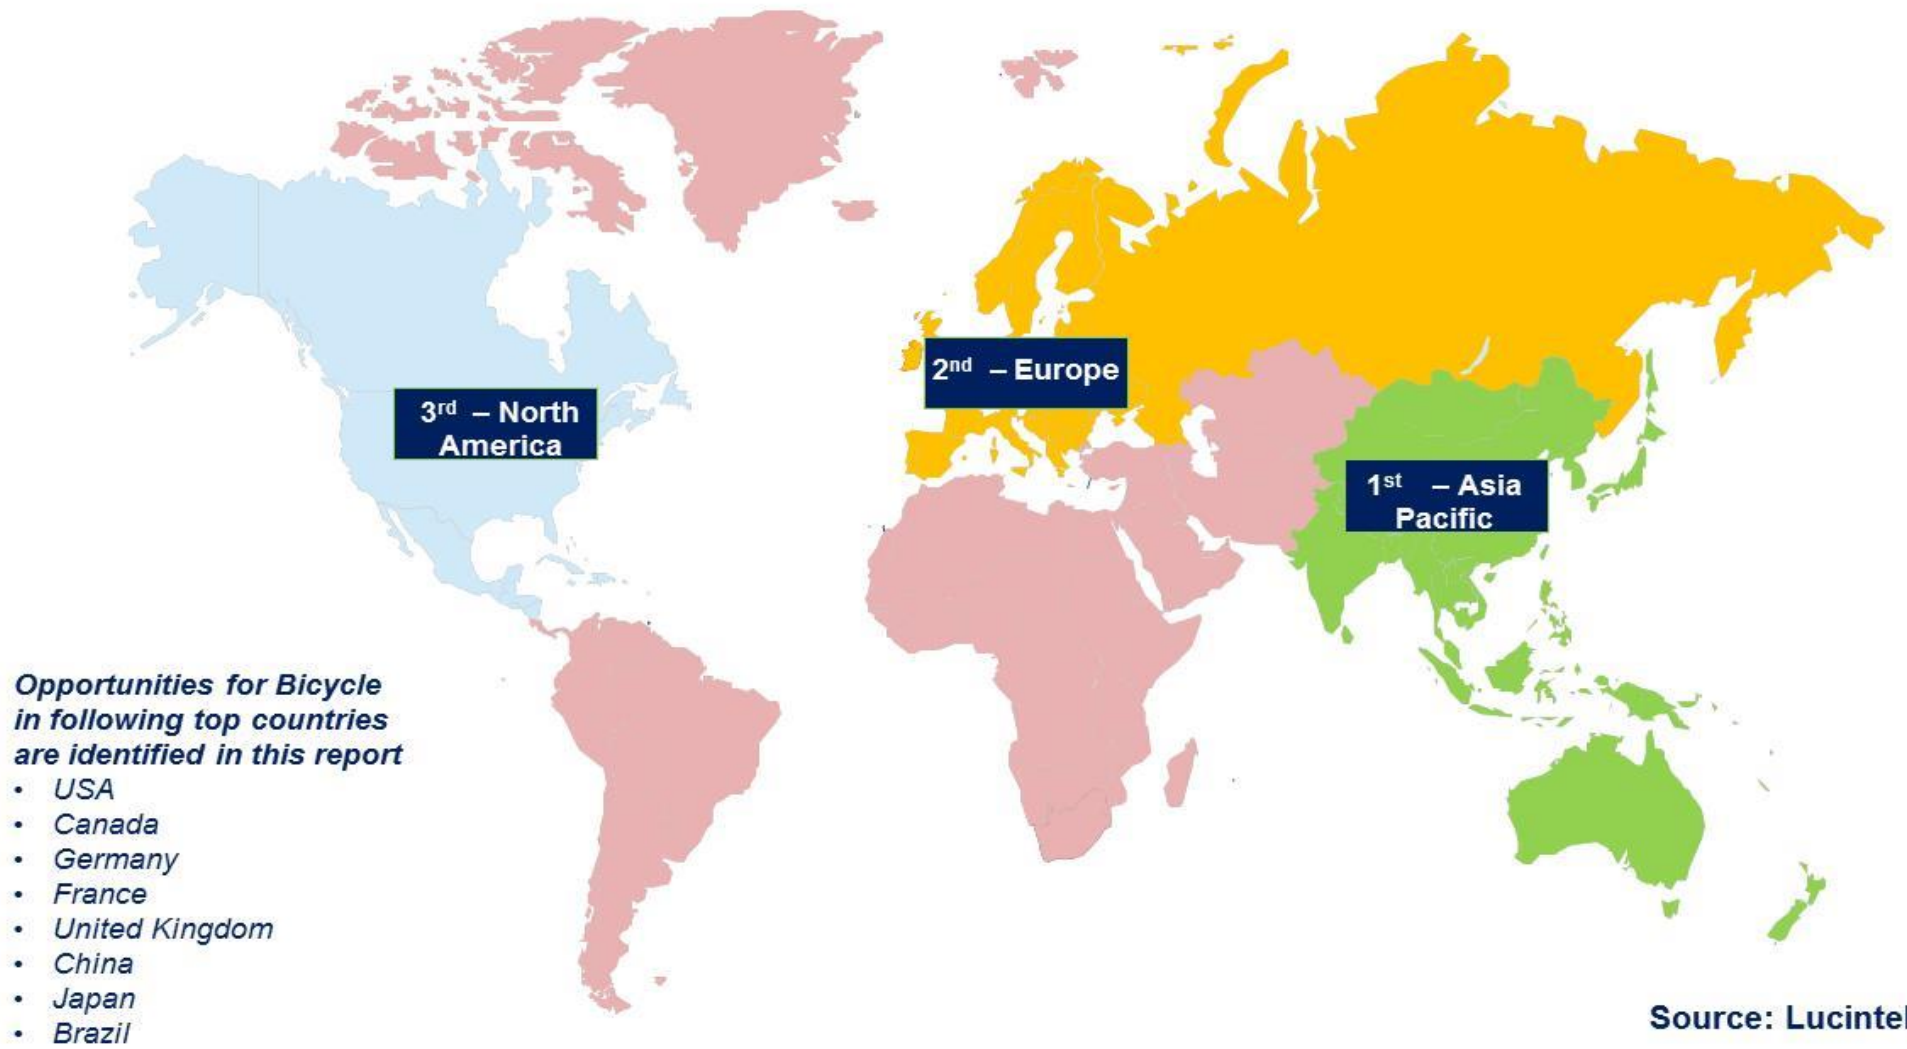 2nd – Europe
3rd – North
America
1st – Asia
Pacific
Opportunities for Bicycle
in following top countries
are identified in this report
• USA
• Canada
• Germany
• France
• United Kingdom
• China
• Japan
• Brazil
Source: Lucintel